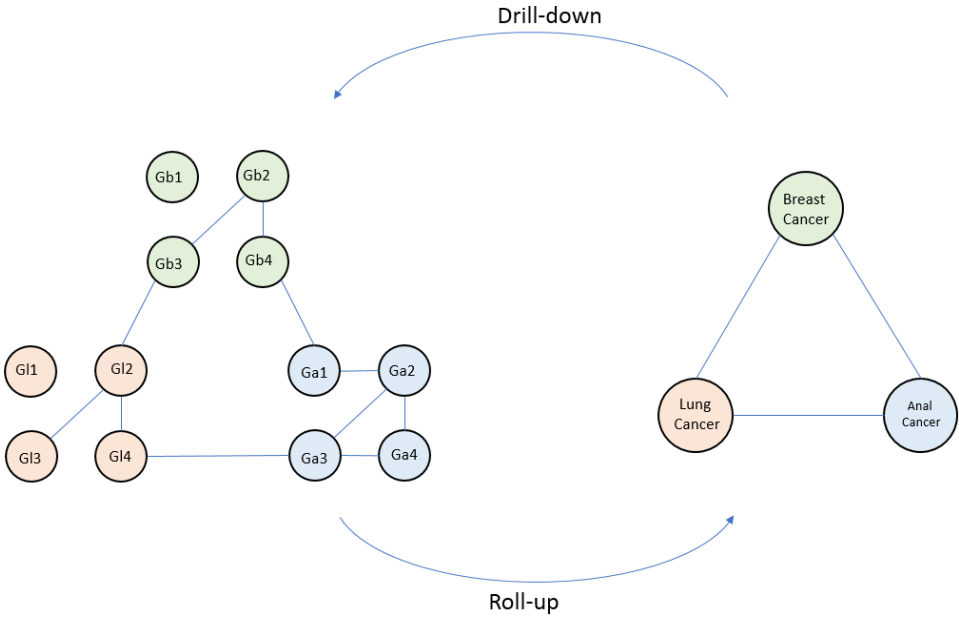 Drill-down
Gb1
Gb2
Gb3
Gb4
Gl1
Gl2
Ga1
Ga2
Gl3
Gl4
Ga3
Ga4
Breast
Cancer
Lung
Cancer
Anal
Cancer
Roll-up